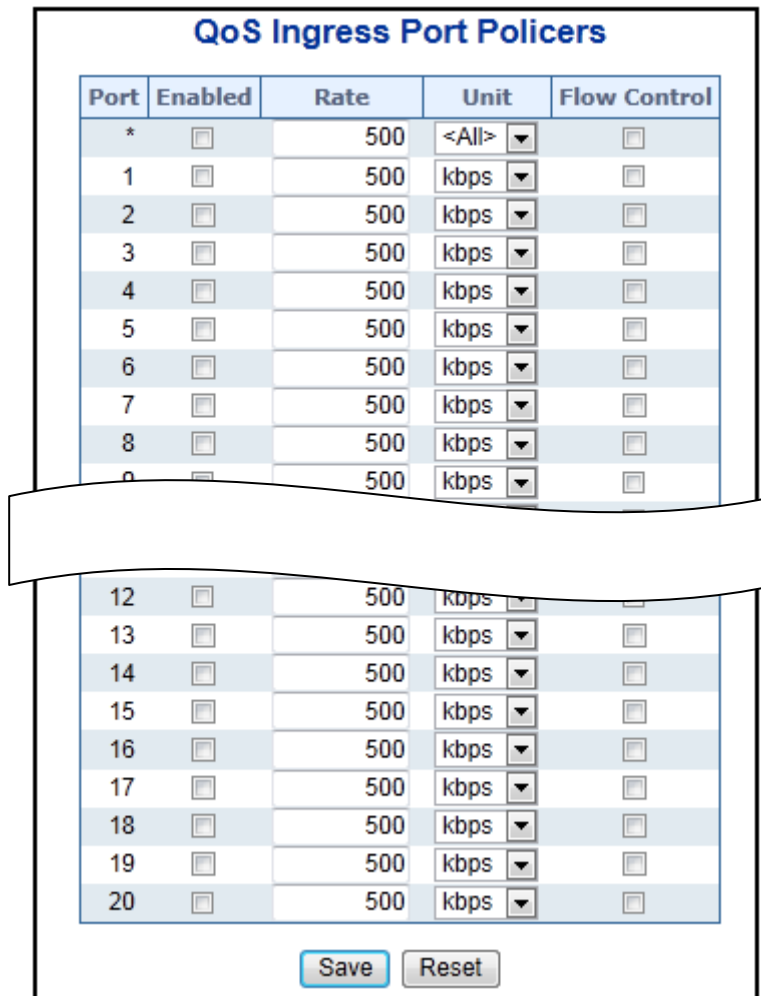 QoS Ingress Port Policers
Port Enabled Rate Unit Flow Control
* 500 <All>
1 500 kbps
2 500 kbps
3 500 kbps
4 500 kbps
5 500 kbps
6 500 kbps
7 500 kbps
8 500 kbps
9 500 kbps
12 500 kbps
13 500 kbps
14 500 kbps
15 500 kbps
16 500 kbps
17 500 kbps
18 500 kbps
19 500 kbps
20 500 kbps
Save Reset